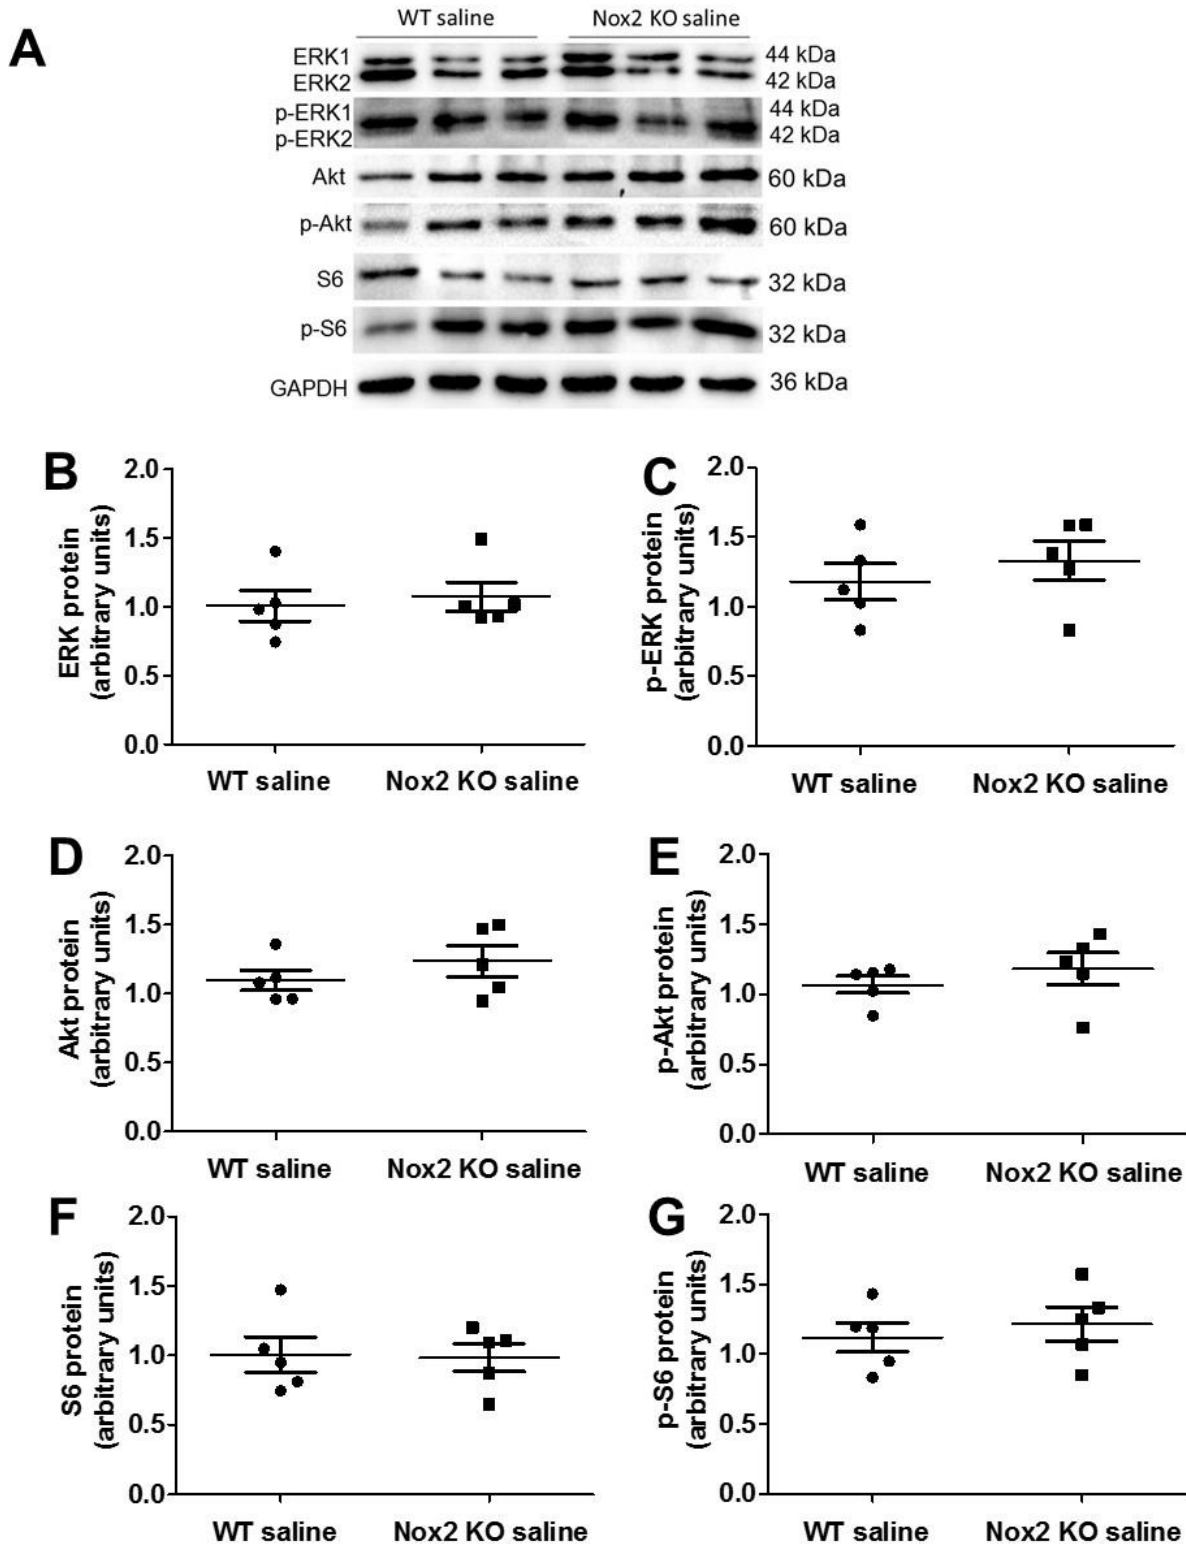 A
WT saline Nox2 KO saline
ERK1 44 kDa
ERK2 42 kDa
p-ERK1 44 kDa
p-ERK2 42 kDa
Akt 60 kDa
p-Akt 60 kDa
S6 32 kDa
p-S6 32 kDa
GAPDH 36 kDa
B
ERK protein
(arbitrary units)
2.0
1.5
1.0
0.5
0.0
WT saline Nox2 KO saline
C
p-ERK protein
(arbitrary units)
2.0
1.5
1.0
0.5
0.0
WT saline Nox2 KO saline
D
Akt protein
(arbitrary units)
2.0
1.5
1.0
0.5
0.0
WT saline Nox2 KO saline
E
p-Akt protein
(arbitrary units)
2.0
1.5
1.0
0.5
0.0
WT saline Nox2 KO saline
F
S6 protein
(arbitrary units)
2.0
1.5
1.0
0.5
0.0
WT saline Nox2 KO saline
G
p-S6 protein
(arbitrary units)
2.0
1.5
1.0
0.5
0.0
WT saline Nox2 KO saline